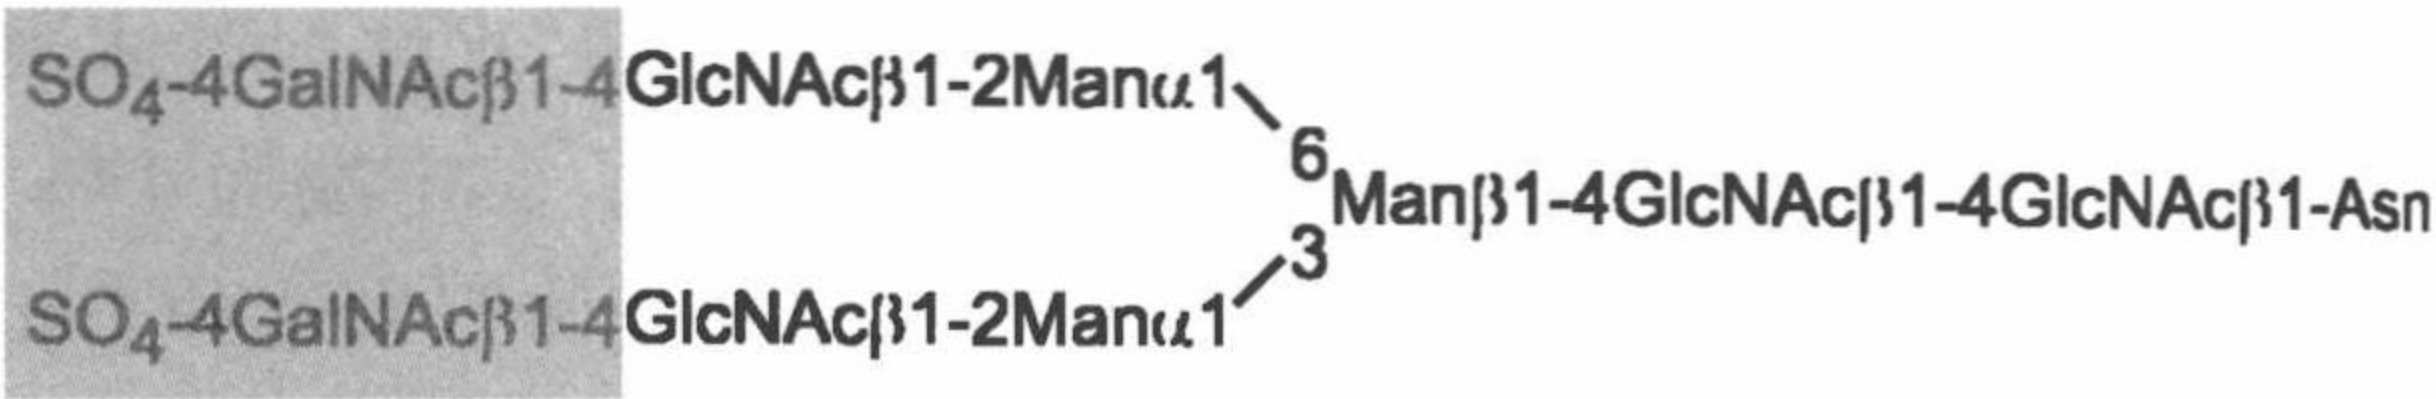 SO₄-4GalNAcβ1-4GlcNAcβ1-2Manα1
6
Manβ1-4GlcNAcβ1-4GlcNAcβ1-Asn
3
SO₄-4GalNAcβ1-4GlcNAcβ1-2Manα1